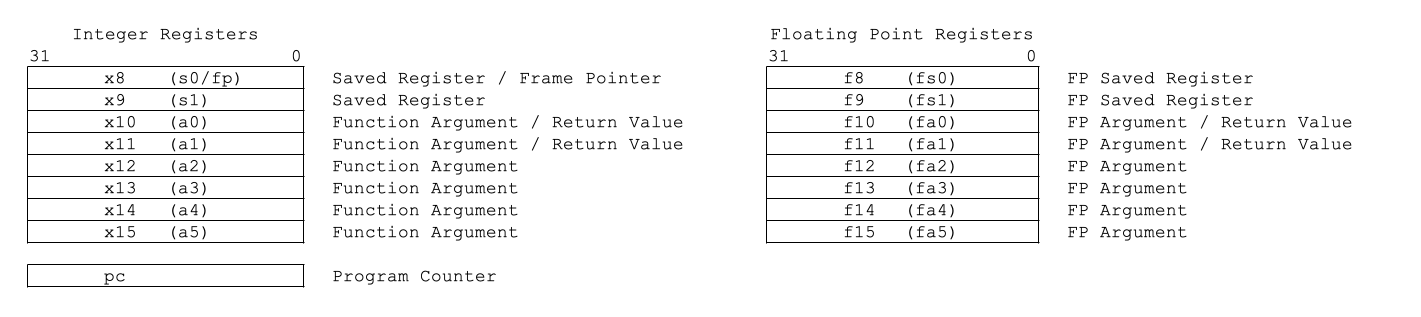 Integer Registers Floating Point Registers
31 0 31 0
x8 (s0/fp) Saved Register / Frame Pointer f8 (fs0) FP Saved Register
x9 (s1) Saved Register f9 (fs1) FP Saved Register
x10 (a0) Function Argument / Return Value f10 (fa0) FP Argument / Return Value
x11 (a1) Function Argument / Return Value f11 (fa1) FP Argument / Return Value
x12 (a2) Function Argument f12 (fa2) FP Argument
x13 (a3) Function Argument f13 (fa3) FP Argument
x14 (a4) Function Argument f14 (fa4) FP Argument
x15 (a5) Function Argument f15 (fa5) FP Argument
pc Program Counter